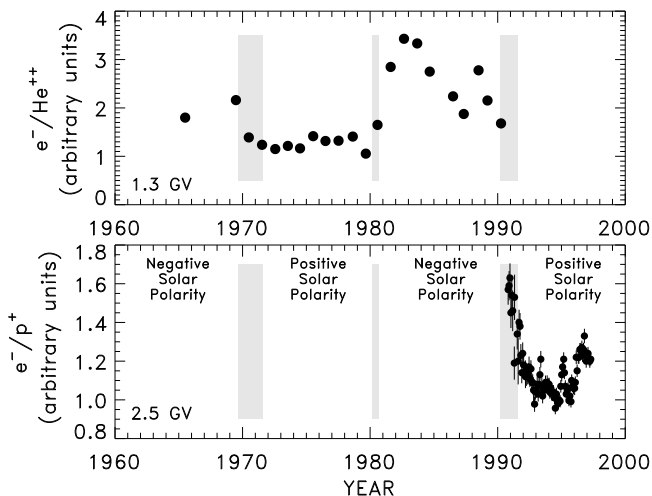 4
3
2
1
0
e⁻/He⁺⁺
(arbitrary units)
1.3 GV
1960 1970 1980 1990 2000
1.8
1.6
1.4
1.2
1.0
0.8
e⁻/p⁺
(arbitrary units)
Negative
Solar
Polarity
Positive
Solar
Polarity
Negative
Solar
Polarity
Positive
Solar
Polarity
2.5 GV
1960 1970 1980 1990 2000
YEAR